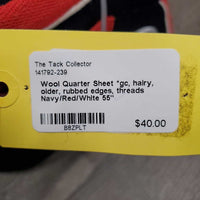 The Tack Collector
141792-239
Wool Quarter Sheet *gc, hairy,
older, rubbed edges, threads
Navy/Red/White 55"
B8ZPLT
$40.00